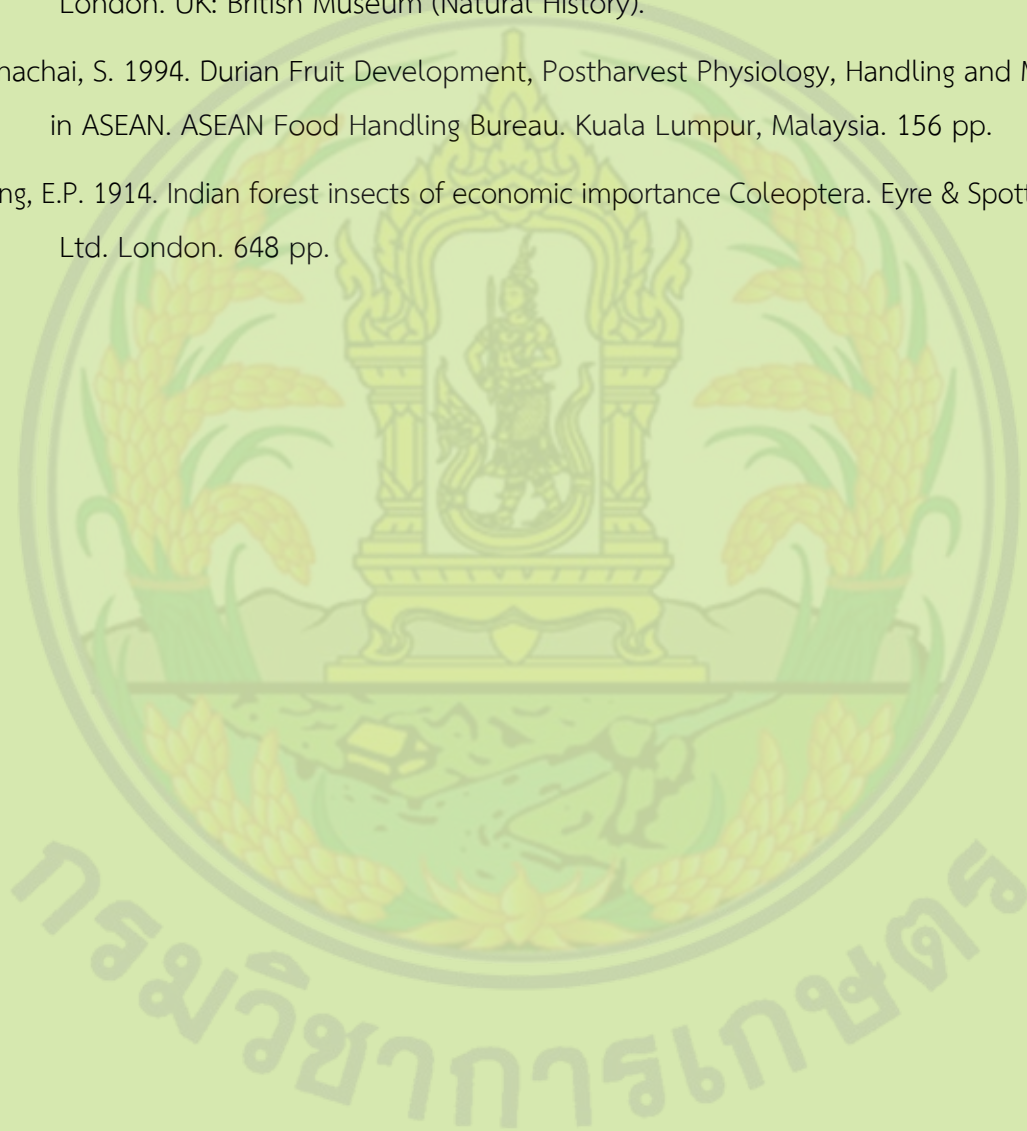 London. UK: British Museum (Natural History).
nachai, S. 1994. Durian Fruit Development, Postharvest Physiology, Handling and
in ASEAN. ASEAN Food Handling Bureau. Kuala Lumpur, Malaysia. 156 pp.
ng, E.P. 1914. Indian forest insects of economic importance Coleoptera. Eyre & Spott
Ltd. London. 648 pp.
กรมวิชาการเกษตร